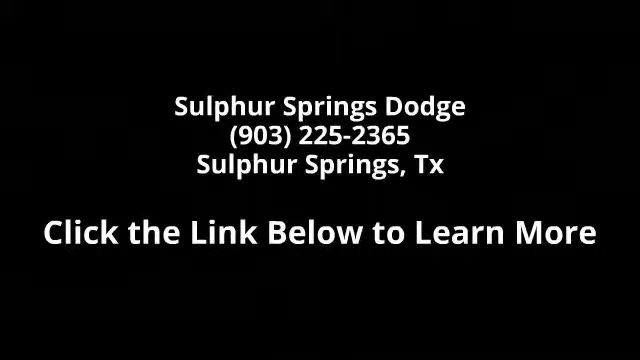 Sulphur Springs Dodge
(903) 225-2365
Sulphur Springs, Tx
Click the Link Below to Learn More